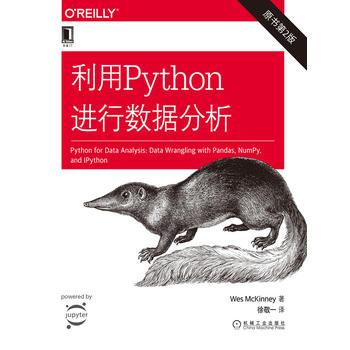 O'REILLY®
原书第2版
利用Python
进行数据分析
Python for Data Analysis: Data Wrangling with Pandas, NumPy,
and IPython
powered by
jupyter
Wes McKinney 著
徐敬一 译
机械工业出版社
China Machine Press